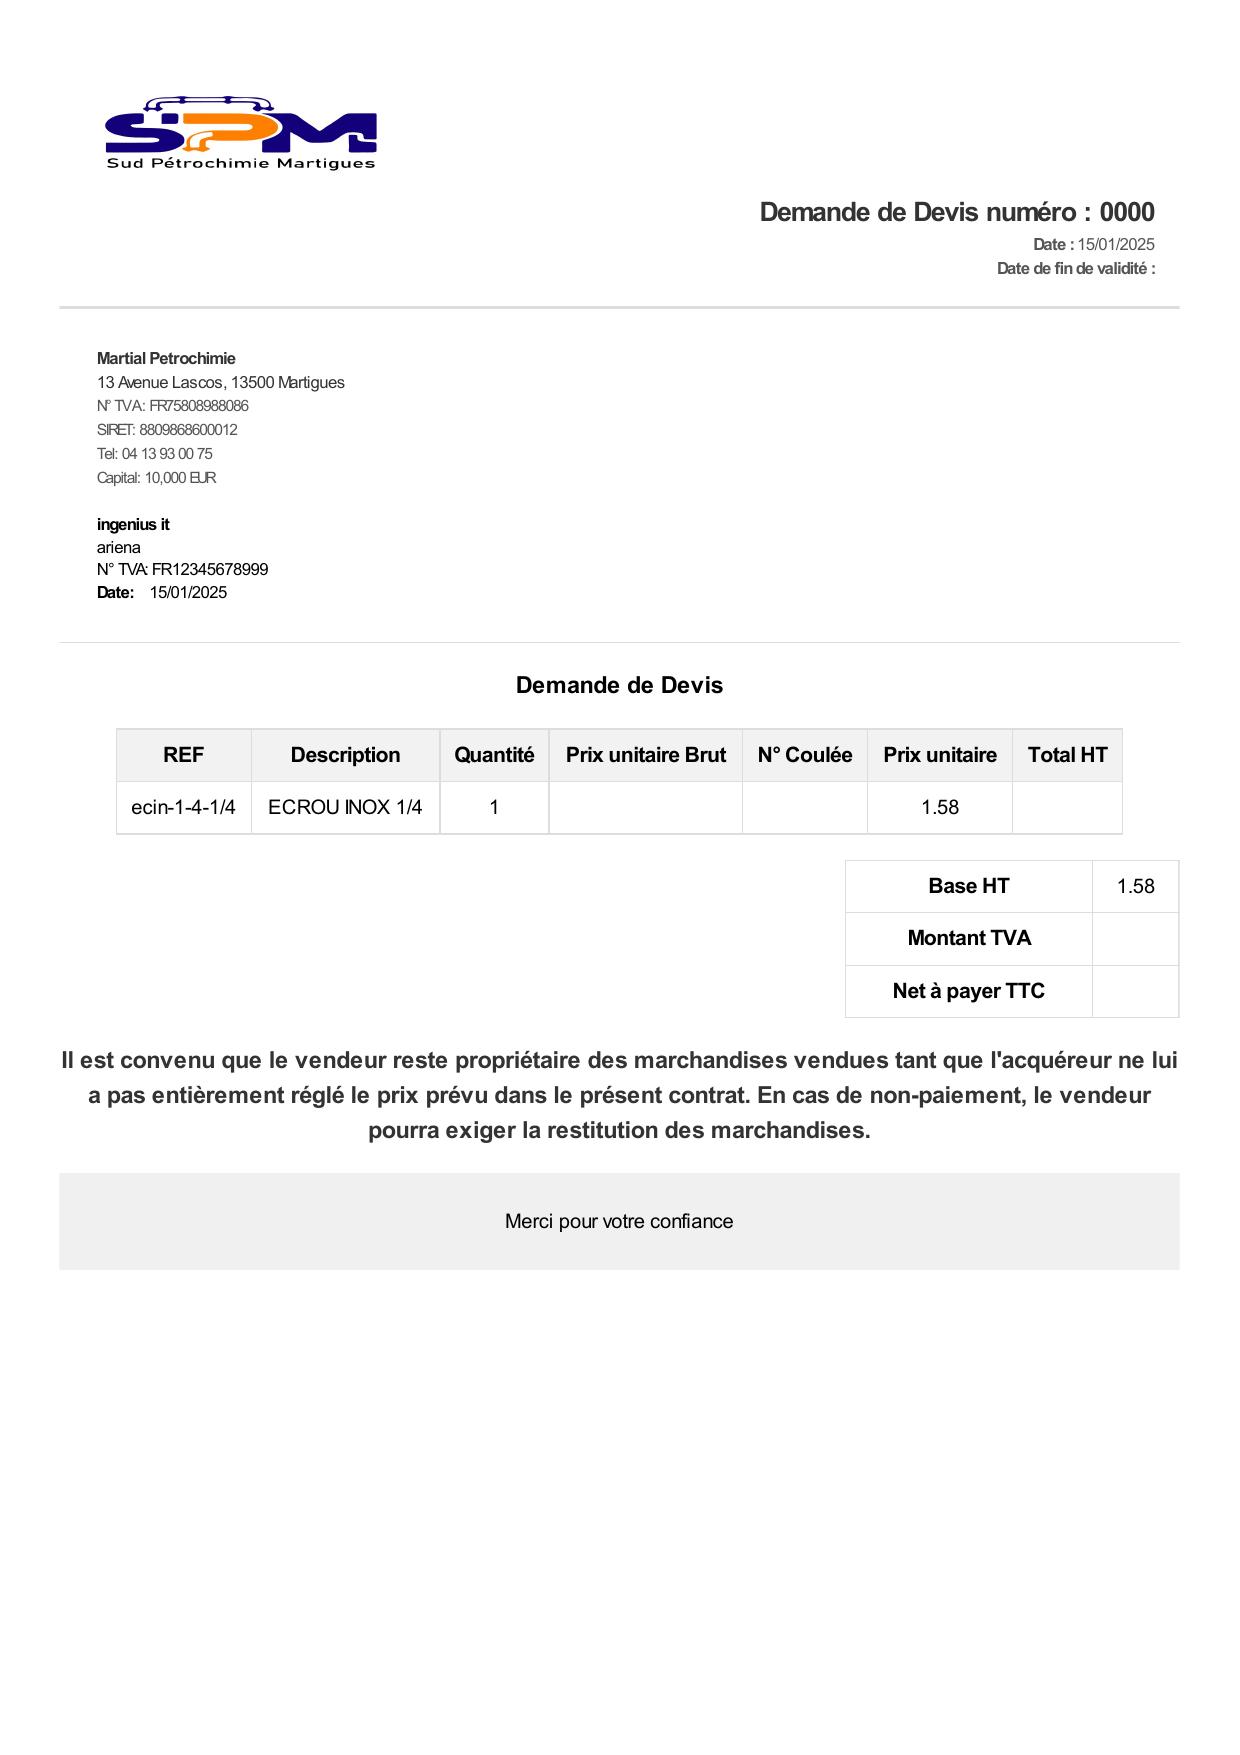 SPM
Sud Pétrochimie Martigues
Demande de Devis numéro : 0000
Date : 15/01/2025
Date de fin de validité :
Martial Petrochimie
13 Avenue Lascos, 13500 Martigues
N° TVA: FR75808988086
SIRET: 8809868600012
Tel: 04 13 93 00 75
Capital: 10,000 EUR
ingenius it
ariena
N° TVA: FR12345678999
Date: 15/01/2025
Demande de Devis
REF Description Quantité Prix unitaire Brut N° Coulée Prix unitaire Total HT
ecin-1-4-1/4 ECROU INOX 1/4 1 1.58
Base HT 1.58
Montant TVA
Net à payer TTC
Il est convenu que le vendeur reste propriétaire des marchandises vendues tant que l'acquéreur ne lui
a pas entièrement réglé le prix prévu dans le présent contrat. En cas de non-paiement, le vendeur
pourra exiger la restitution des marchandises.
Merci pour votre confiance